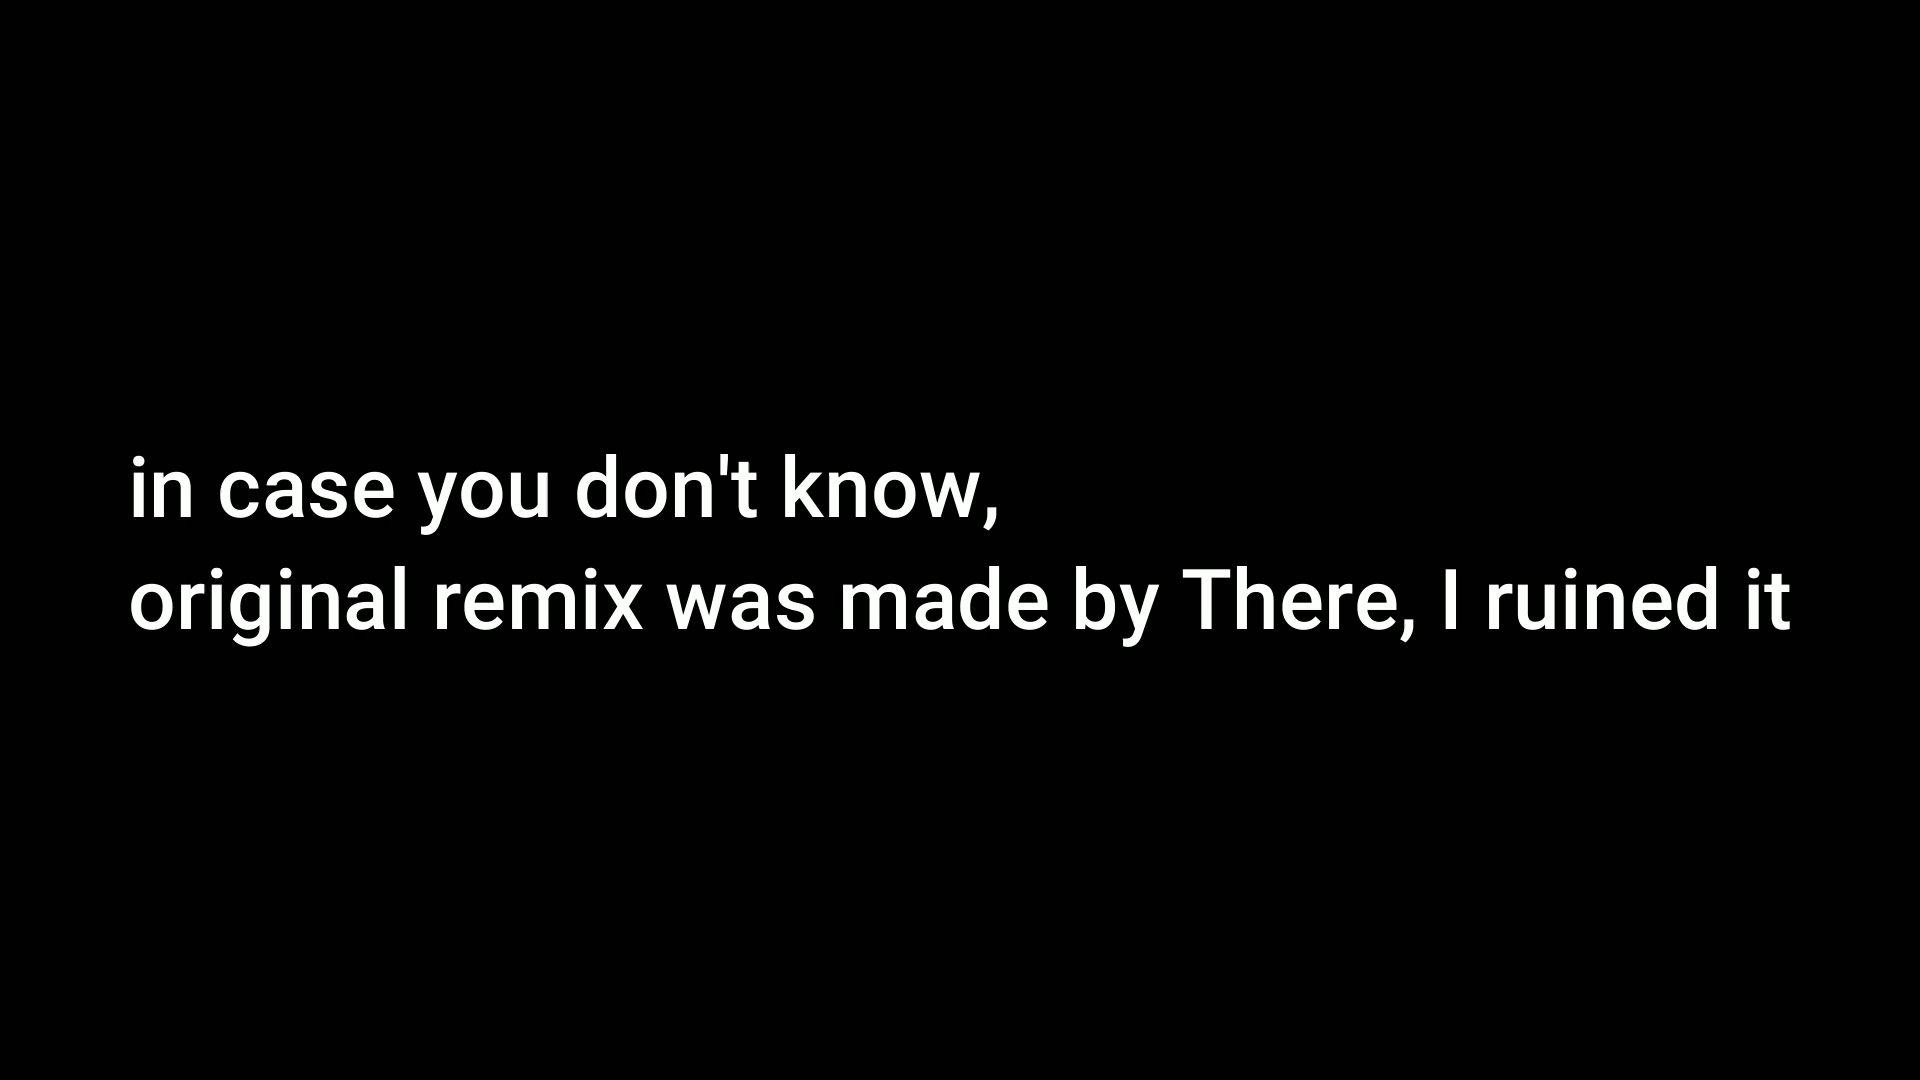 in case you don't know,
original remix was made by There, I ruined it